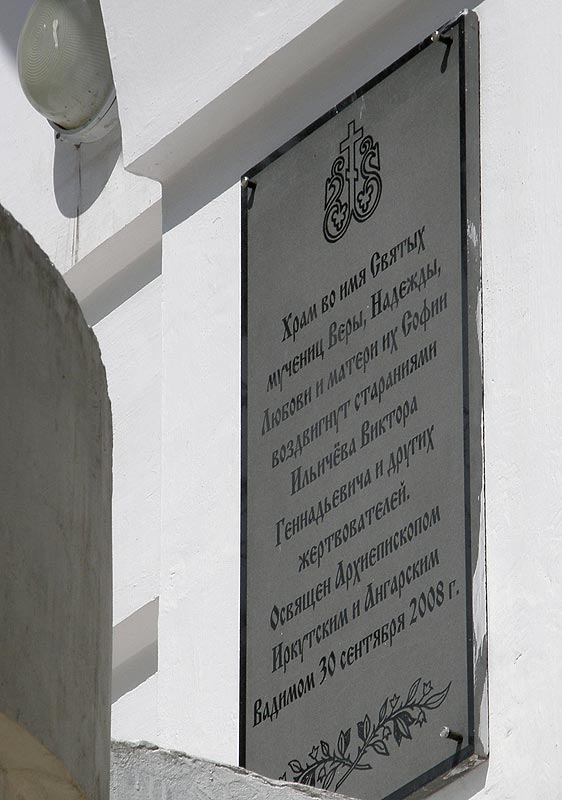 Храм во имя Святых
мучениц Веры, Надежды,
Любови и матери их Софии
воздвигнут стараниями
Ильичёва Виктора
Геннадьевича и других
жертвователей.
Освящен Архиепископом
Иркутским и Ангарским
Вадимом 30 сентября 2008 г.